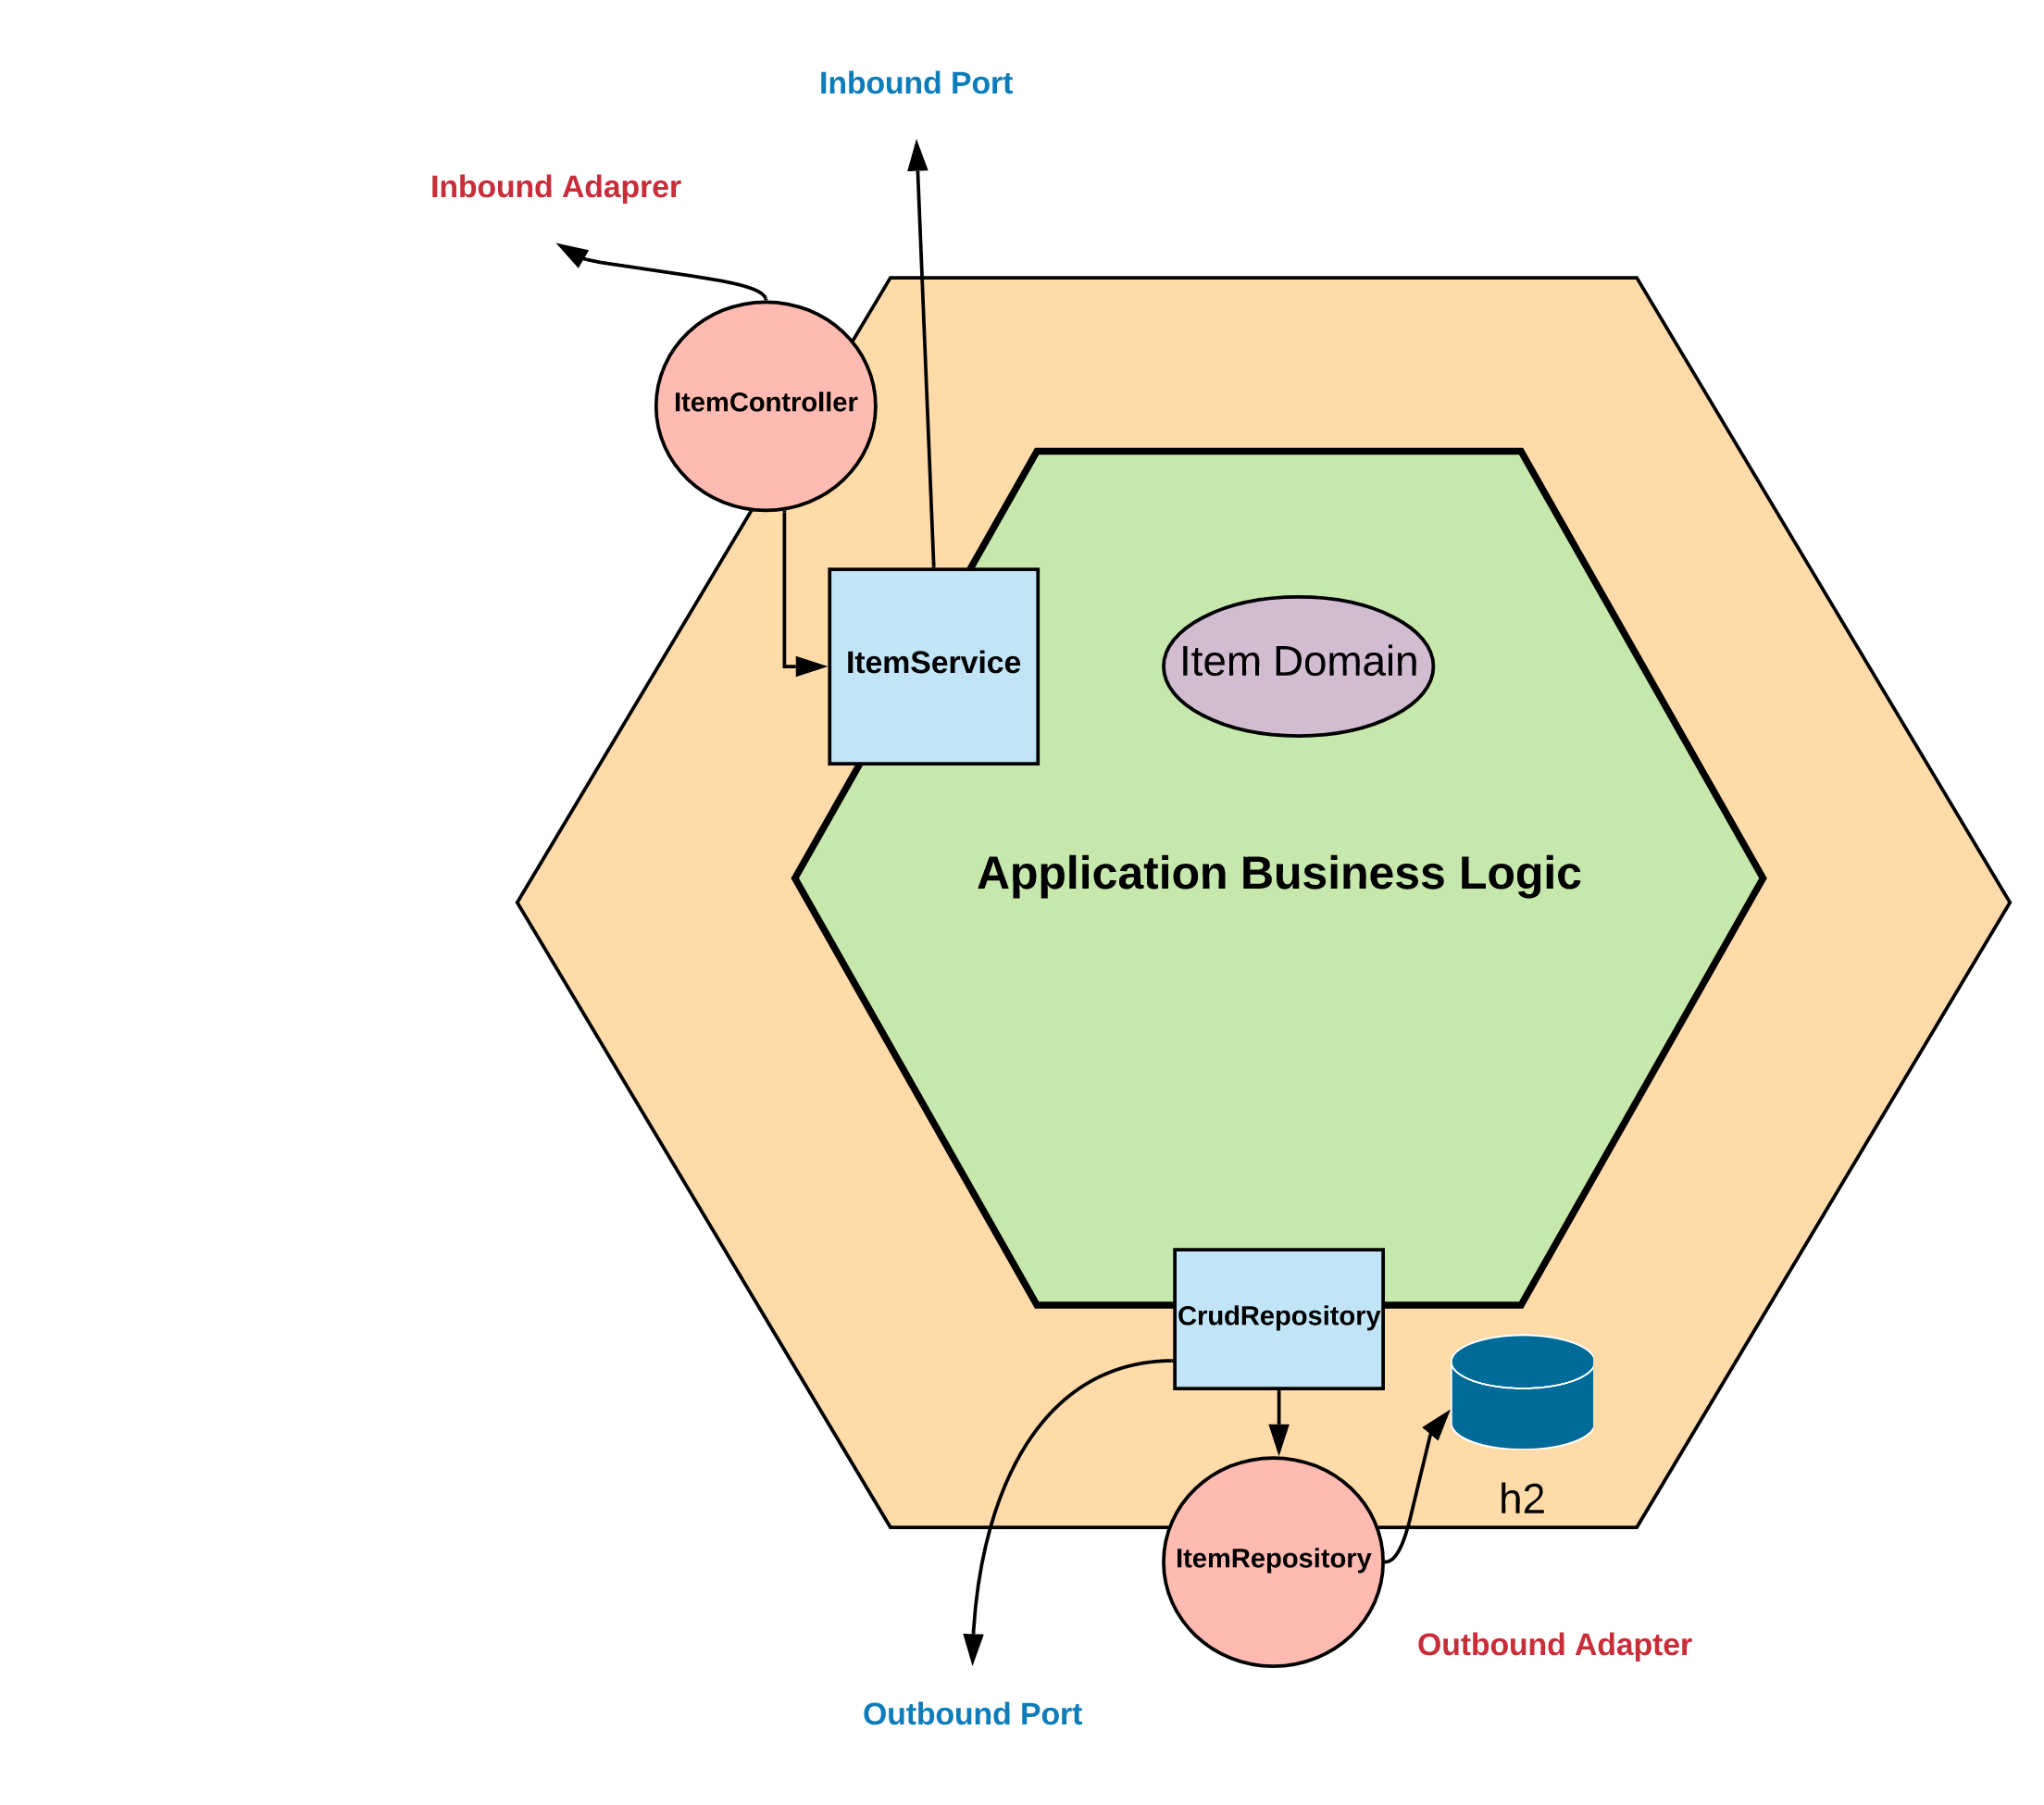 Inbound Port
Inbound Adaprer
ItemController
ItemService
Item Domain
Application Business Logic
CrudRepository
h2
ItemRepository
Outbound Adapter
Outbound Port